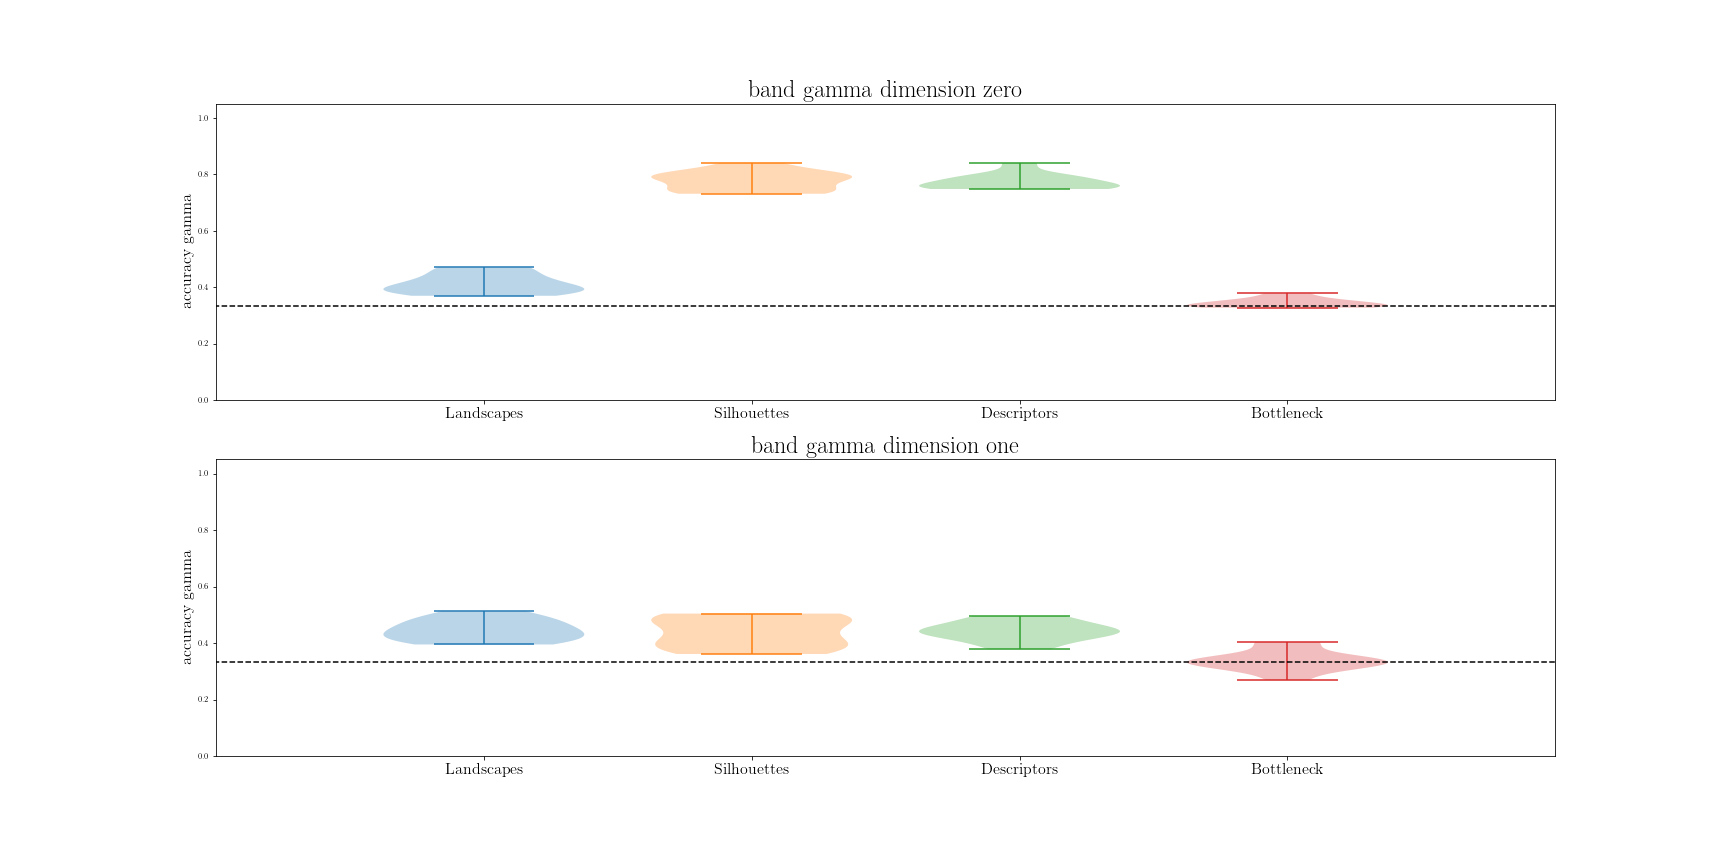 band gamma dimension zero
accuracy gamma
1.0
0.8
0.6
0.4
0.2
0.0
Landscapes Silhouettes Descriptors Bottleneck
band gamma dimension one
accuracy gamma
1.0
0.8
0.6
0.4
0.2
0.0
Landscapes Silhouettes Descriptors Bottleneck